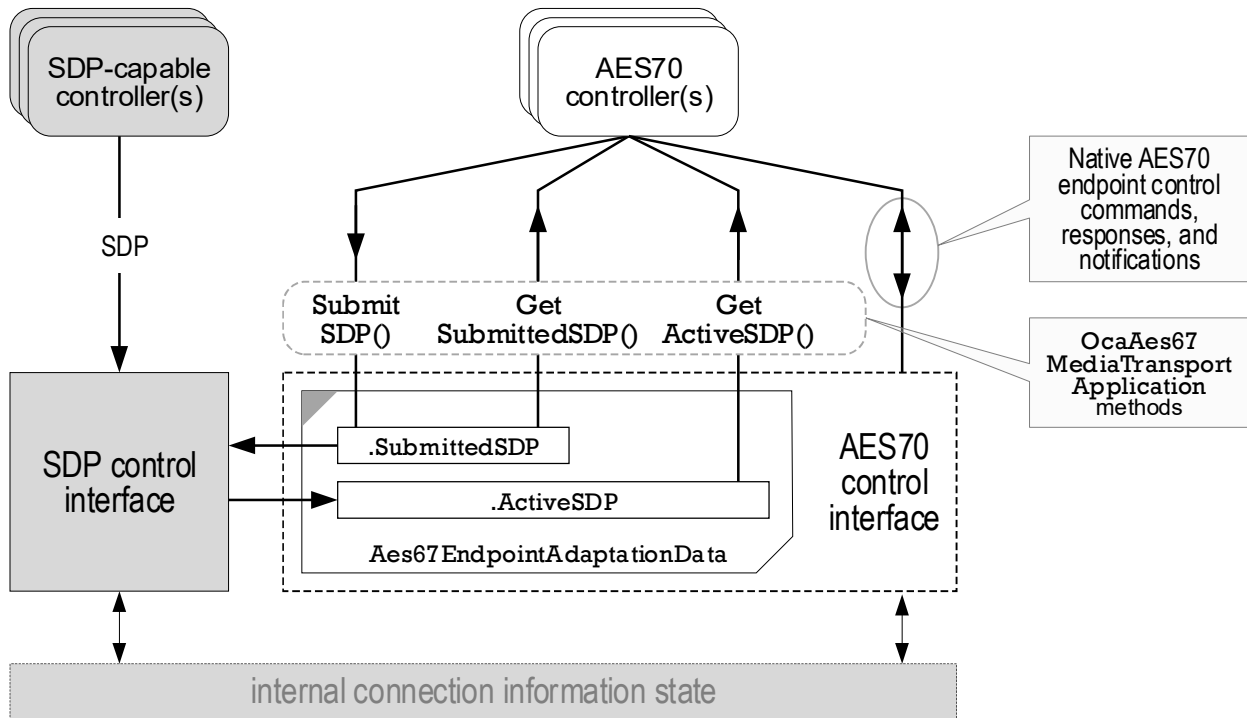 SDP-capable
controller(s)
AES70
controller(s)
Native AES70
endpoint control
commands,
responses, and
notifications
SDP
Submit
SDP()
Get
SubmittedSDP()
Get
ActiveSDP()
OcaAes67
MediaTransport
Application
methods
SDP control
interface
.SubmittedSDP
.ActiveSDP
Aes67EndpointAdaptationData
AES70
control
interface
internal connection information state